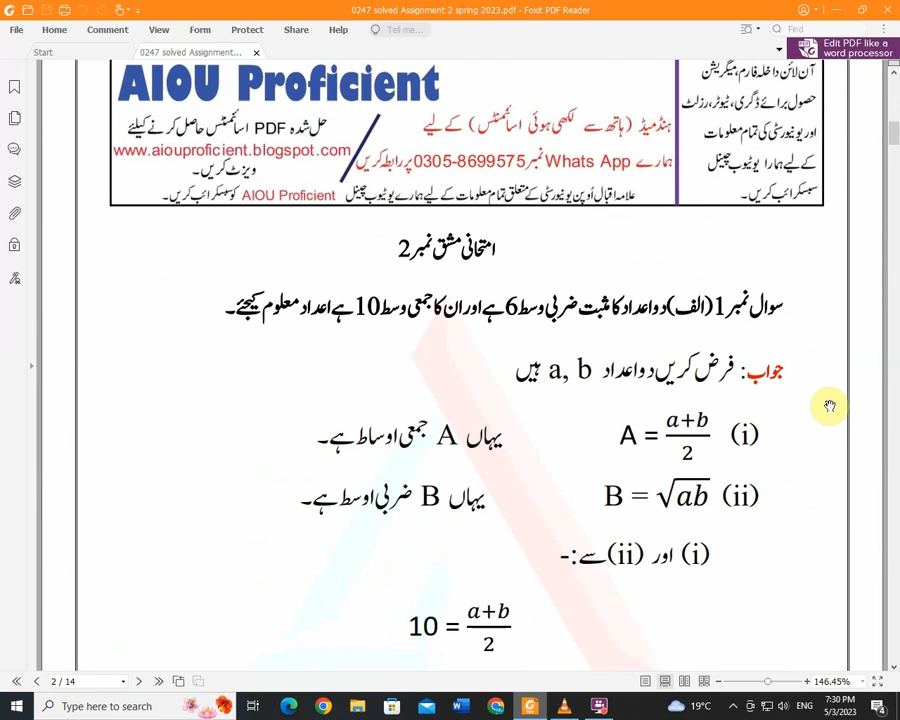 0247 solved Assignment 2 spring 2023.pdf - Foxit PDF Reader
File Home Comment View Form Protect Share Help Tell me... Find
Start 0247 solved Assignment... Edit PDF like a word processor
AIOU Proficient
حل شدہ PDF اسائمنٹس حاصل کرنے کیلئے
www.aiouproficient.blogspot.com
ویزٹ کریں۔
ہنڈمیڈ (ہاتھ سے لکھی ہوئی اسائمنٹس) کے لیے
ہمارے Whats App نمبر 0305-8699575 پر رابطہ کریں
علامہ اقبال اُوپن یونیورسٹی کے متعلق تمام معلومات کے لیے ہمارے یوٹیوب چینل AIOU Proficient کو سبسکرائب کریں۔
آن لائن داخلہ فارم، میگریشن
حصول برائے ڈگری، ٹیوٹر، رزلٹ
اور یونیورسٹی کی تمام معلومات
کے لیے ہمارا یوٹیوب چینل
سبسکرائب کریں۔
امتحانی مشق نمبر 2
سوال نمبر 1 (الف) دو اعداد کا مثبت ضربی وسط 6 ہے اور ان کا جمعی وسط 10 ہے اعداد معلوم کیجئے۔
جواب: فرض کریں دو اعداد a, b ہیں
(i) A = a+b/2 یہاں A جمعی اوساط ہے۔
(ii) B = √ab یہاں B ضربی اوسط ہے۔
(i) اور (ii) سے:-
10 = a+b/2
2 / 14 146.45%
Type here to search 19°C ENG 7:30 PM
5/3/2023 4